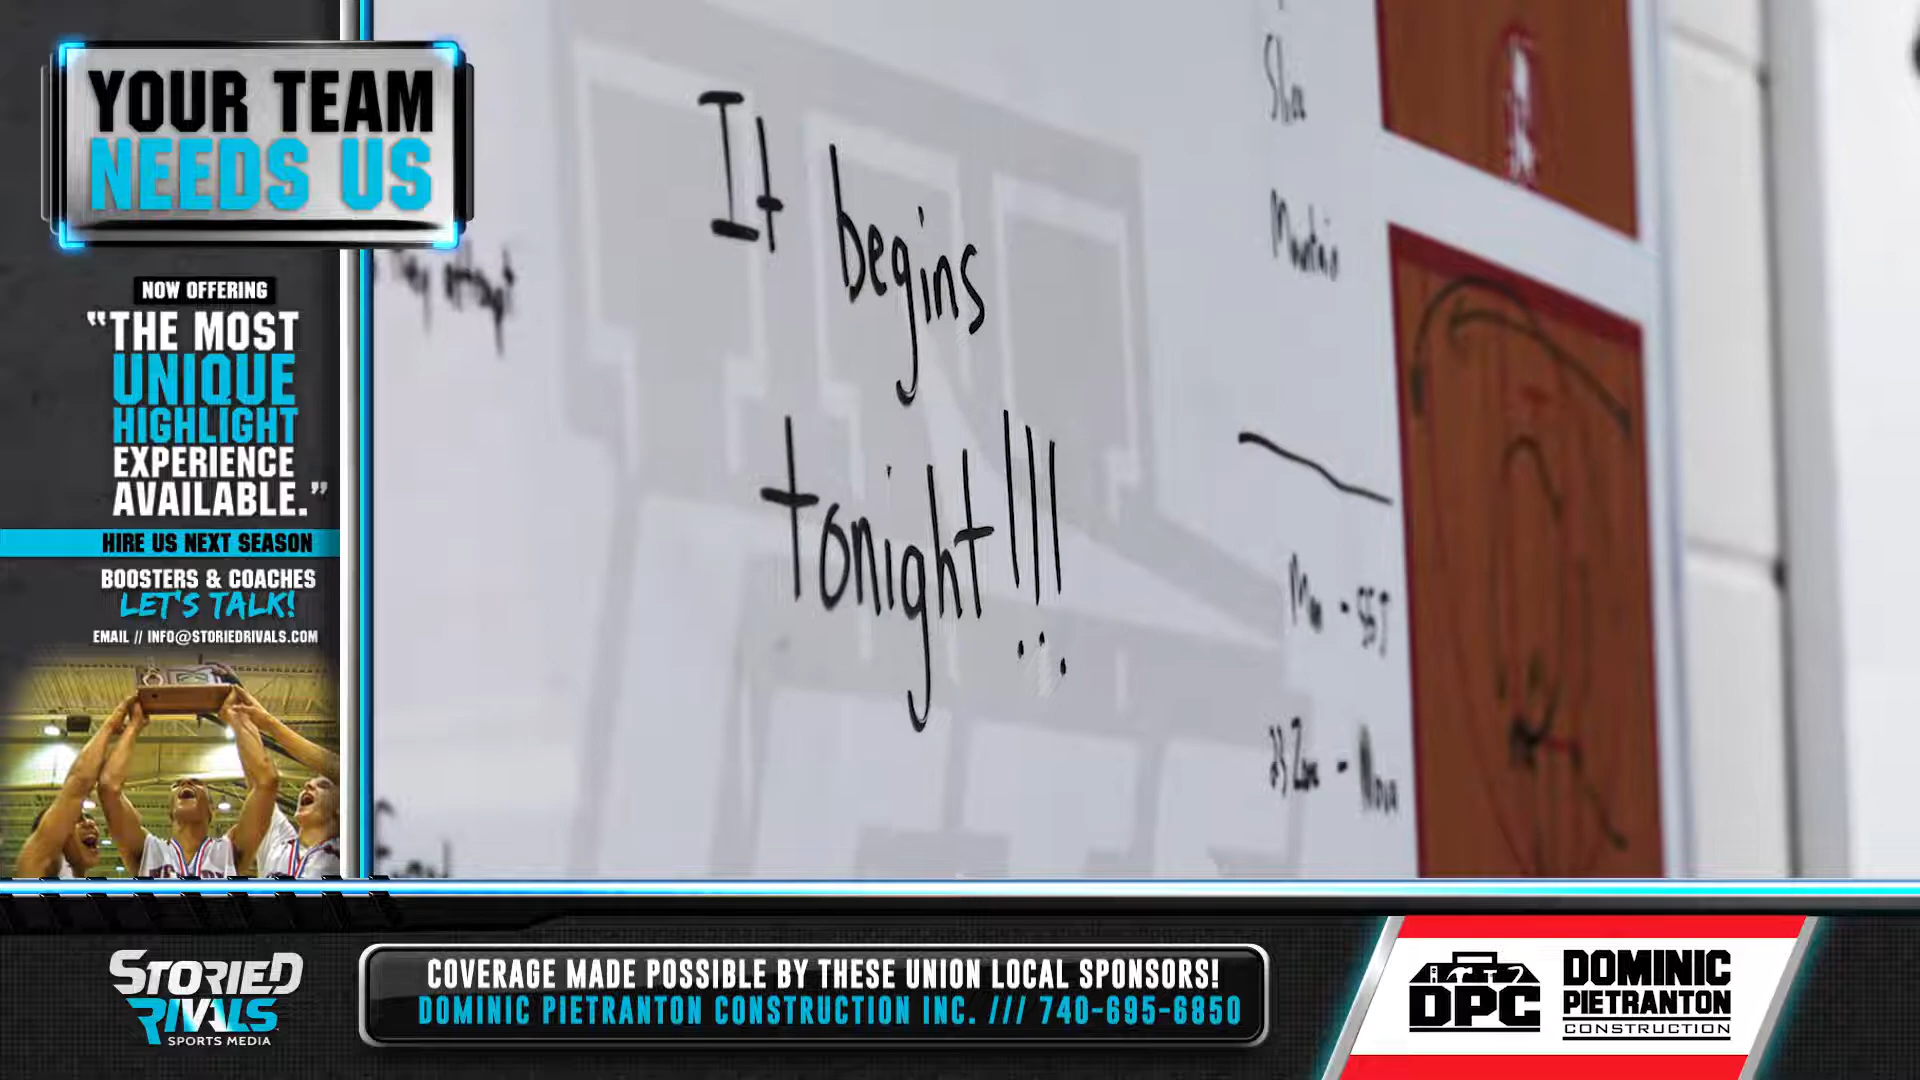 YOUR TEAM
NEEDS US
NOW OFFERING
"THE MOST
UNIQUE
HIGHLIGHT
EXPERIENCE
AVAILABLE."
HIRE US NEXT SEASON
BOOSTERS & COACHES
LET'S TALK!
EMAIL // INFO@STORIEDRIVALS.COM
It begins
tonight!!!
STORIED
RIVALS
SPORTS MEDIA
COVERAGE MADE POSSIBLE BY THESE UNION LOCAL SPONSORS!
DOMINIC PIETRANTON CONSTRUCTION INC. /// 740-695-6850
DPC
DOMINIC
PIETRANTON
CONSTRUCTION